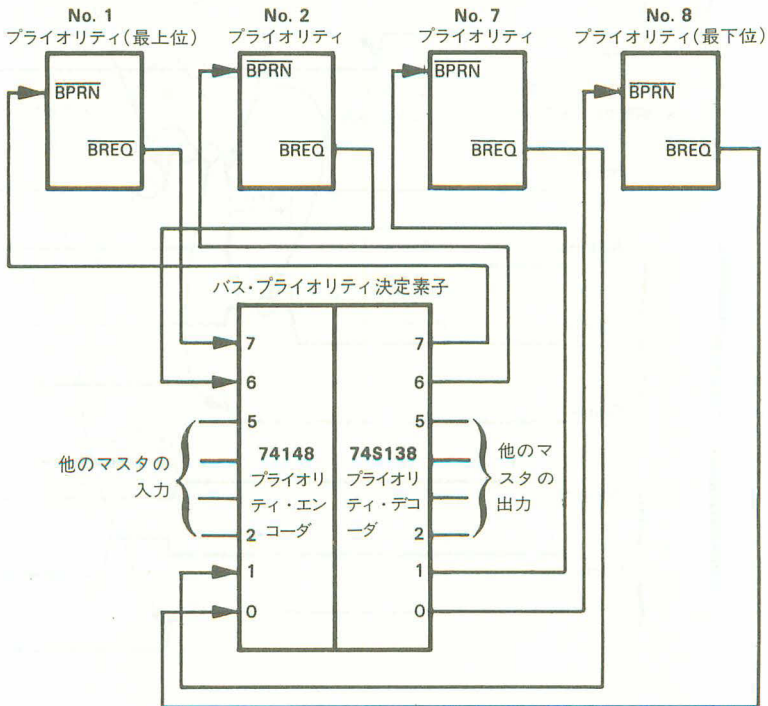 No. 1
プライオリティ(最上位)
No. 2
プライオリティ
No. 7
プライオリティ
No. 8
プライオリティ(最下位)
BPRN
BREQ
BPRN
BREQ
BPRN
BREQ
BPRN
BREQ
バス・プライオリティ決定素子
7
6
5
2
1
0
74148
プライオリ
ティ・エン
コーダ
74S138
プライオリ
ティ・デコ
ーダ
7
6
5
2
1
0
他のマスタの
入力
他のマ
スタの
出力